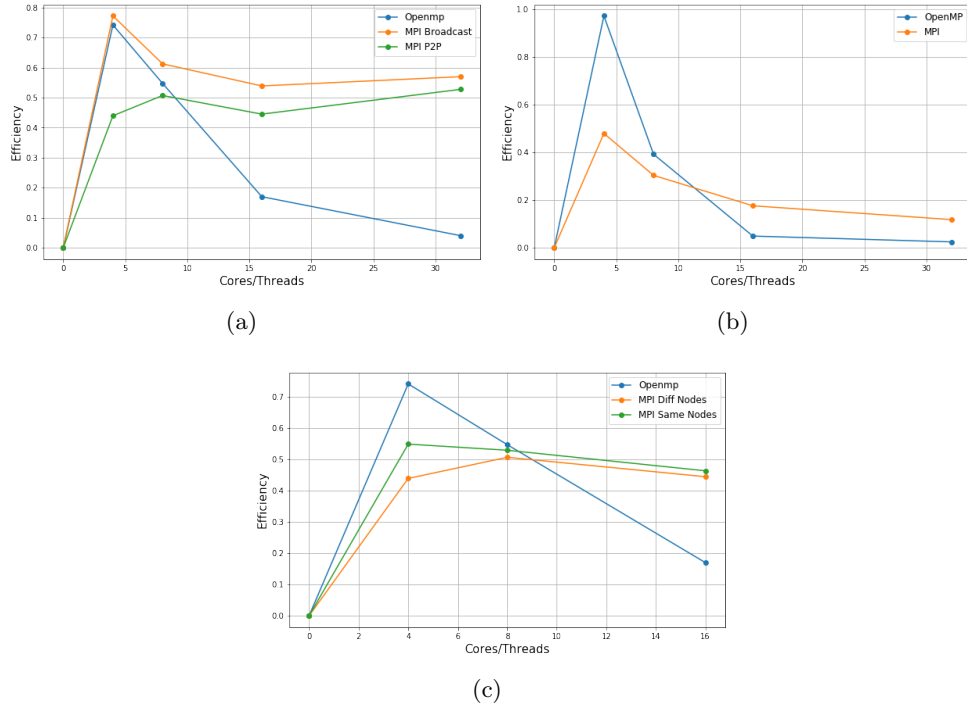 0.8
0.7
0.6
0.5
0.4
0.3
0.2
0.1
0.0
Efficiency
Openmp
MPI Broadcast
MPI P2P
0 5 10 15 20 25 30
Cores/Threads
(a)
1.0
0.8
0.6
0.4
0.2
0.0
Efficiency
OpenMP
MPI
0 5 10 15 20 25 30
Cores/Threads
(b)
0.7
0.6
0.5
0.4
0.3
0.2
0.1
0.0
Efficiency
Openmp
MPI Diff Nodes
MPI Same Nodes
0 2 4 6 8 10 12 14 16
Cores/Threads
(c)